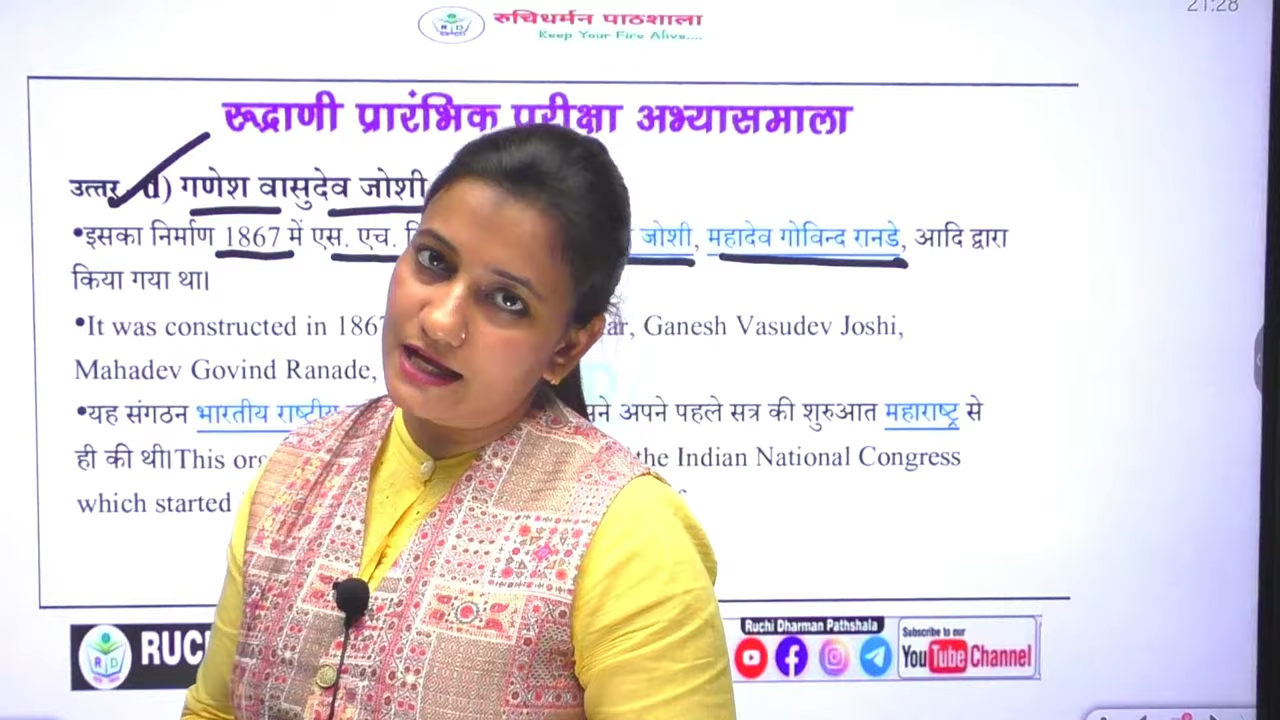 21:28
रुचिधर्मन पाठशाला
Keep Your Fire Alive....
रूद्राणी प्रारंभिक परीक्षा अभ्यासमाला
उत्तर d) गणेश वासुदेव जोशी
•इसका निर्माण 1867 में एस. एच. जोशी, महादेव गोविन्द रानडे, आदि द्वारा
किया गया था।
•It was constructed in 1867 Ganesh Vasudev Joshi,
Mahadev Govind Ranade,
•यह संगठन भारतीय राष्ट्रीय अपने पहले सत्र की शुरुआत महाराष्ट्र से
ही की थी।This the Indian National Congress
which started
RD
RUCHI
Ruchi Dharman Pathshala
Subscribe to our
YouTube Channel